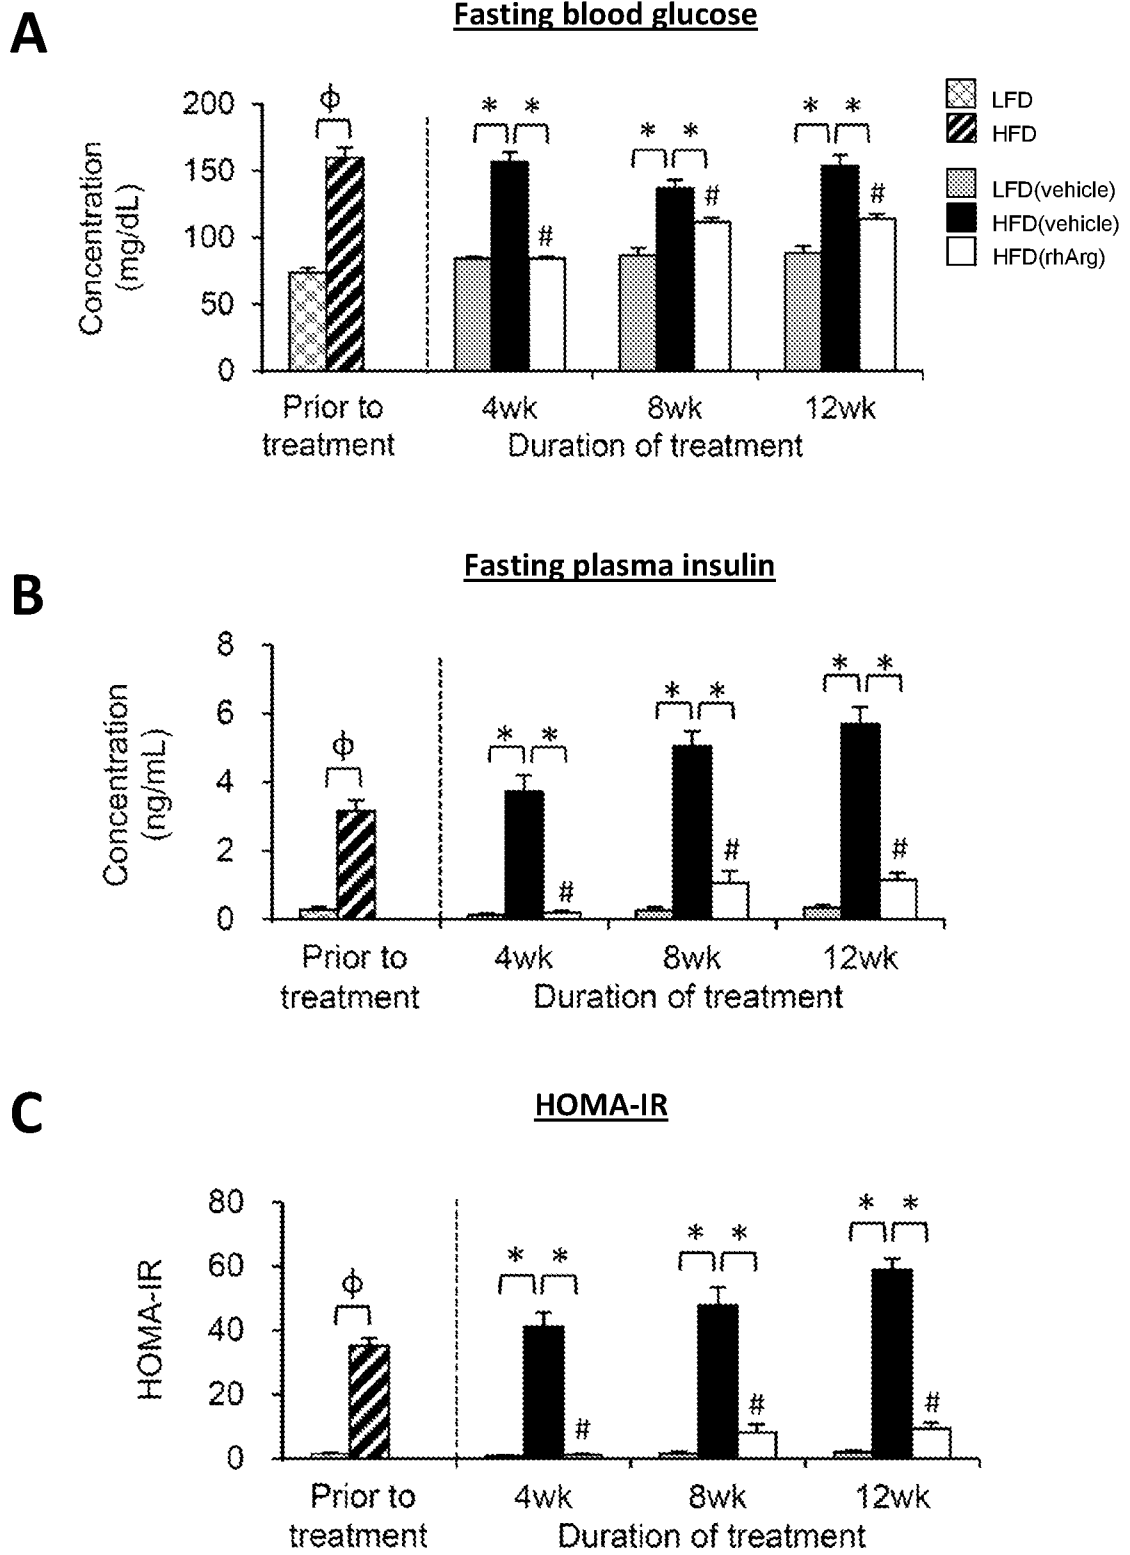 A
Fasting blood glucose
Concentration
(mg/dL)
200
150
100
50
0
ϕ
* *
* *
* *
#
#
#
LFD
HFD
LFD(vehicle)
HFD(vehicle)
HFD(rhArg)
Prior to
treatment
4wk
8wk
12wk
Duration of treatment
B
Fasting plasma insulin
Concentration
(ng/mL)
8
6
4
2
0
ϕ
* *
* *
* *
#
#
#
Prior to
treatment
4wk
8wk
12wk
Duration of treatment
C
HOMA-IR
HOMA-IR
80
60
40
20
0
ϕ
* *
* *
* *
#
#
#
Prior to
treatment
4wk
8wk
12wk
Duration of treatment